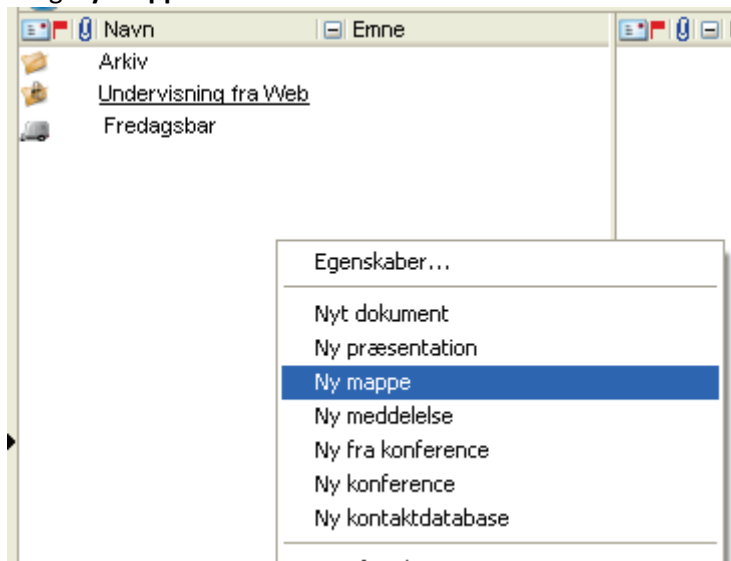 Navn Emne
Arkiv
Undervisning fra Web
Fredagsbar
Egenskaber...
Nyt dokument
Ny præsentation
Ny mappe
Ny meddelelse
Ny fra konference
Ny konference
Ny kontaktdatabase